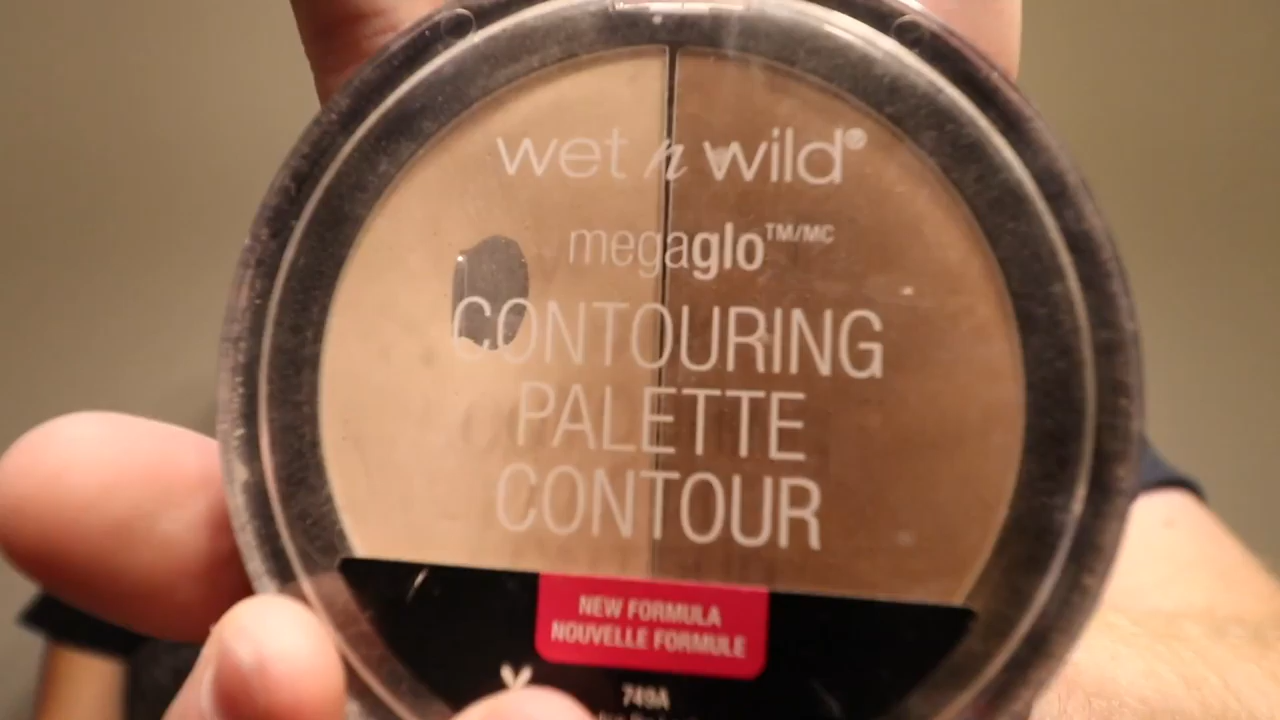 wet n wild®
megaglo™/MC
CONTOURING
PALETTE
CONTOUR
NEW FORMULA
NOUVELLE FORMULE
749A